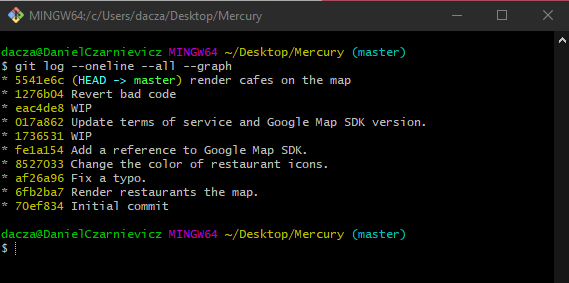 MINGW64:/c/Users/dacza/Desktop/Mercury
dacza@DanielCzarnievicz MINGW64 ~/Desktop/Mercury (master)
$ git log --oneline --all --graph
* 5541e6c (HEAD -> master) render cafes on the map
* 1276b04 Revert bad code
* eac4de8 WIP
* 017a862 Update terms of service and Google Map SDK version.
* 1736531 WIP
* fe1a154 Add a reference to Google Map SDK.
* 8527033 Change the color of restaurant icons.
* af26a96 Fix a typo.
* 6fb2ba7 Render restaurants the map.
* 70ef834 Initial commit
dacza@DanielCzarnievicz MINGW64 ~/Desktop/Mercury (master)
$